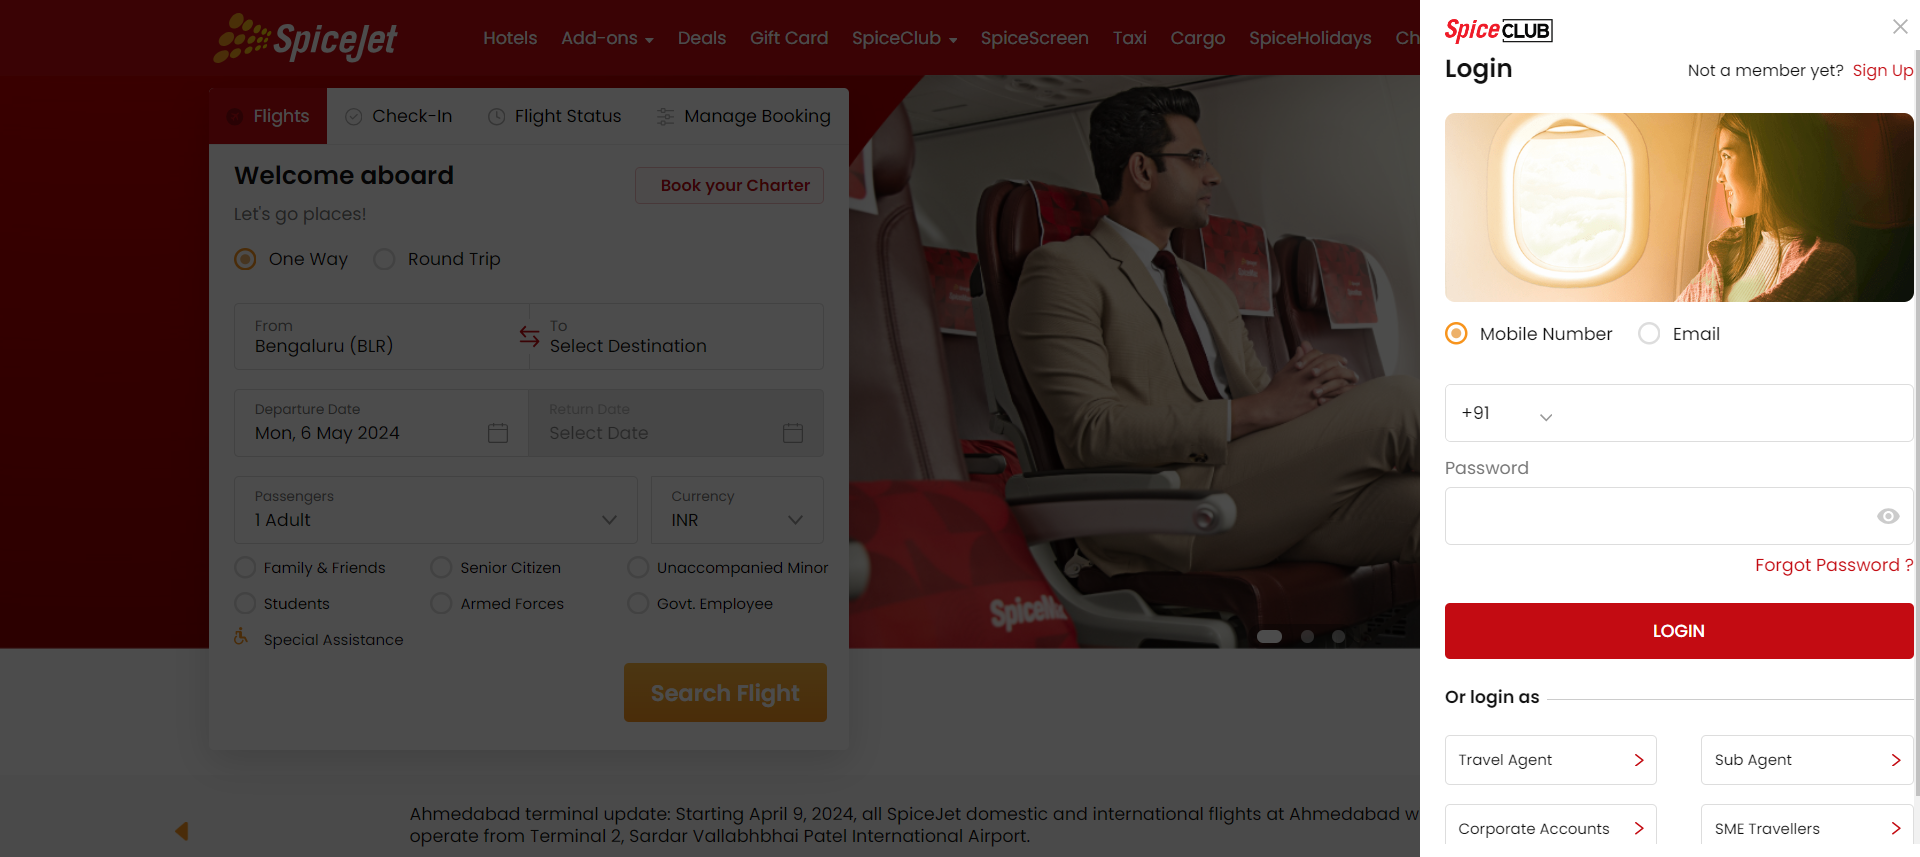 SpiceJet
Hotels Add-ons Deals Gift Card SpiceClub SpiceScreen Taxi Cargo SpiceHolidays Ch
Flights Check-In Flight Status Manage Booking
Welcome aboard
Book your Charter
Let's go places!
One Way Round Trip
From To
Bengaluru (BLR) Select Destination
Departure Date Return Date
Mon, 6 May 2024 Select Date
Passengers Currency
1 Adult INR
Family & Friends Senior Citizen Unaccompanied Minor
Students Armed Forces Govt. Employee
Special Assistance
Search Flight
Ahmedabad terminal update: Starting April 9, 2024, all SpiceJet domestic and international flights at Ahmedabad w
operate from Terminal 2, Sardar Vallabhbhai Patel International Airport.
SpiceCLUB
Login
Not a member yet? Sign Up
Mobile Number Email
+91
Password
Forgot Password ?
LOGIN
Or login as
Travel Agent Sub Agent
Corporate Accounts SME Travellers